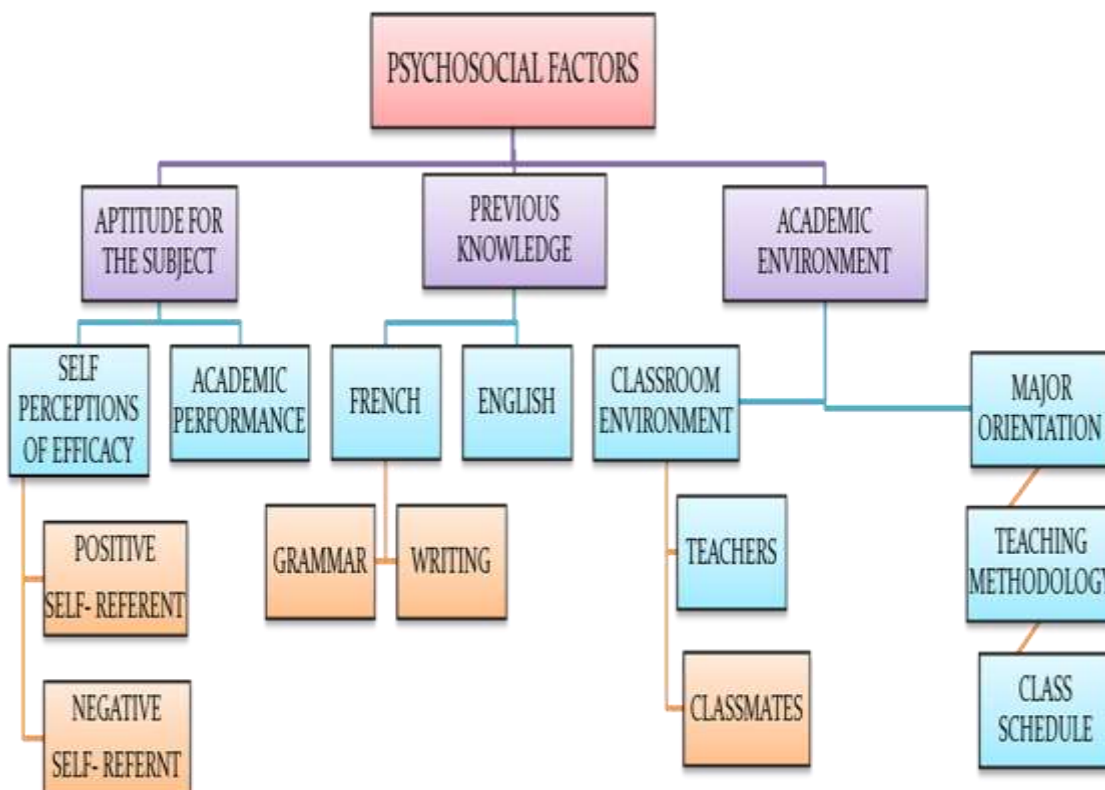 PSYCHOSOCIAL FACTORS
APTITUDE FOR
THE SUBJECT
PREVIOUS
KNOWLEDGE
ACADEMIC
ENVIRONMENT
SELF
PERCEPTIONS
OF EFFICACY
ACADEMIC
PERFORMANCE
FRENCH
ENGLISH
CLASSROOM
ENVIRONMENT
MAJOR
ORIENTATION
POSITIVE
SELF- REFERENT
GRAMMAR
WRITING
TEACHERS
TEACHING
METHODOLOGY
NEGATIVE
SELF- REFERNT
CLASSMATES
CLASS
SCHEDULE